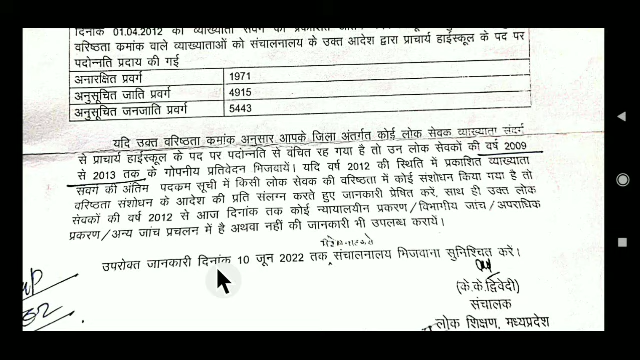 दिनांक 01.04.2012 को व्याख्याता संवर्ग की प्रकाशित
वरिष्ठता कमांक वाले व्याख्याताओं को संचालनालय के उक्त आदेश द्वारा प्राचार्य हाईस्कूल के पद पर
पदोन्नति प्रदाय की गई
अनारक्षित प्रवर्ग 1971
अनुसूचित जाति प्रवर्ग 4915
अनुसूचित जनजाति प्रवर्ग 5443
यदि उक्त वरिष्ठता कमांक अनुसार आपके जिला अंतर्गत कोई लोक सेवक व्याख्याता संवर्ग
से प्राचार्य हाईस्कूल के पद पर पदोन्नति से वंचित रह गया है तो उन लोक सेवकों की वर्ष 2009
से 2013 तक के गोपनीय प्रतिवेदन भिजवायें। यदि वर्ष 2012 की स्थिति में प्रकाशित व्याख्याता
संवर्ग की अंतिम पदकम सूची में किसी लोक सेवक की वरिष्ठता में कोई संशोधन किया गया है तो
वरिष्ठता संशोधन के आदेश की प्रति संलग्न करते हुए जानकारी प्रेषित करें, साथ ही उक्त लोक
सेवकों की वर्ष 2012 से आज दिनांक तक कोई न्यायालयीन प्रकरण/विभागीय जांच/अपराधिक
प्रकरण/अन्य जांच प्रचलन में है अथवा नहीं की जानकारी भी उपलब्ध करायें।
उपरोक्त जानकारी दिनांक 10 जून 2022 तक संचालनालय भिजवाना सुनिश्चित करें।
(के.के.द्विवेदी)
संचालक
लोक शिक्षण, मध्यप्रदेश